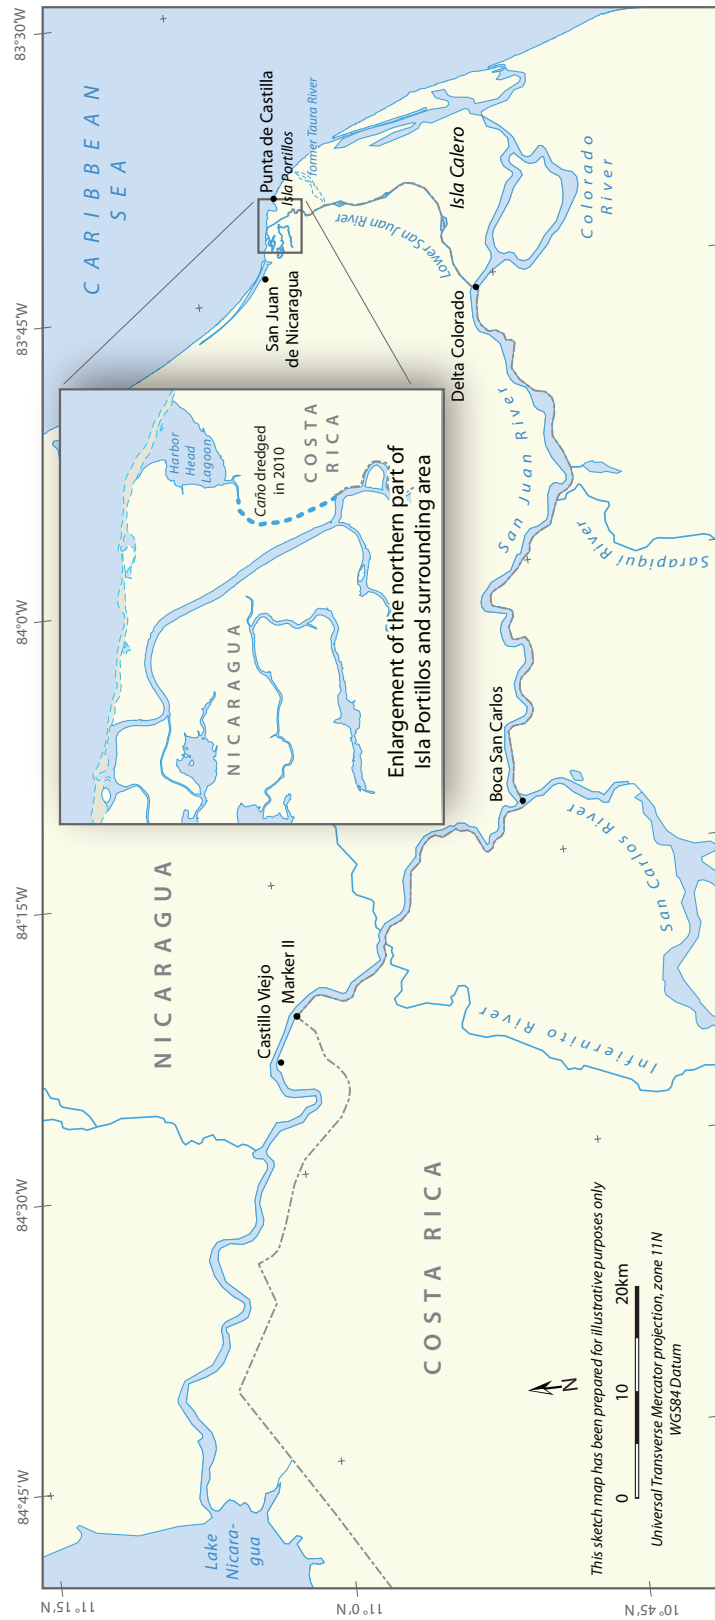 84°45'W
84°30'W
84°15'W
84°0'W
83°45'W
83°30'W
11°15'N
11°0'N
10°45'N
CARIBBEAN
SEA
NICARAGUA
Lake
Nicara-
gua
Castillo Viejo
Marker II
COSTA RICA
Infiernito River
San Carlos River
Boca San Carlos
San Juan River
Sarapiquí River
Delta Colorado
Lower San Juan River
Colorado
River
Isla Calero
former Taura River
San Juan
de Nicaragua
Punta de Castilla
Isla Portillos
Harbor
Head
Lagoon
Caño dredged
in 2010
COSTA
RICA
NICARAGUA
Enlargement of the northern part of
Isla Portillos and surrounding area
N
This sketch map has been prepared for illustrative purposes only
0 10 20km
Universal Transverse Mercator projection, zone 11N
WGS84 Datum